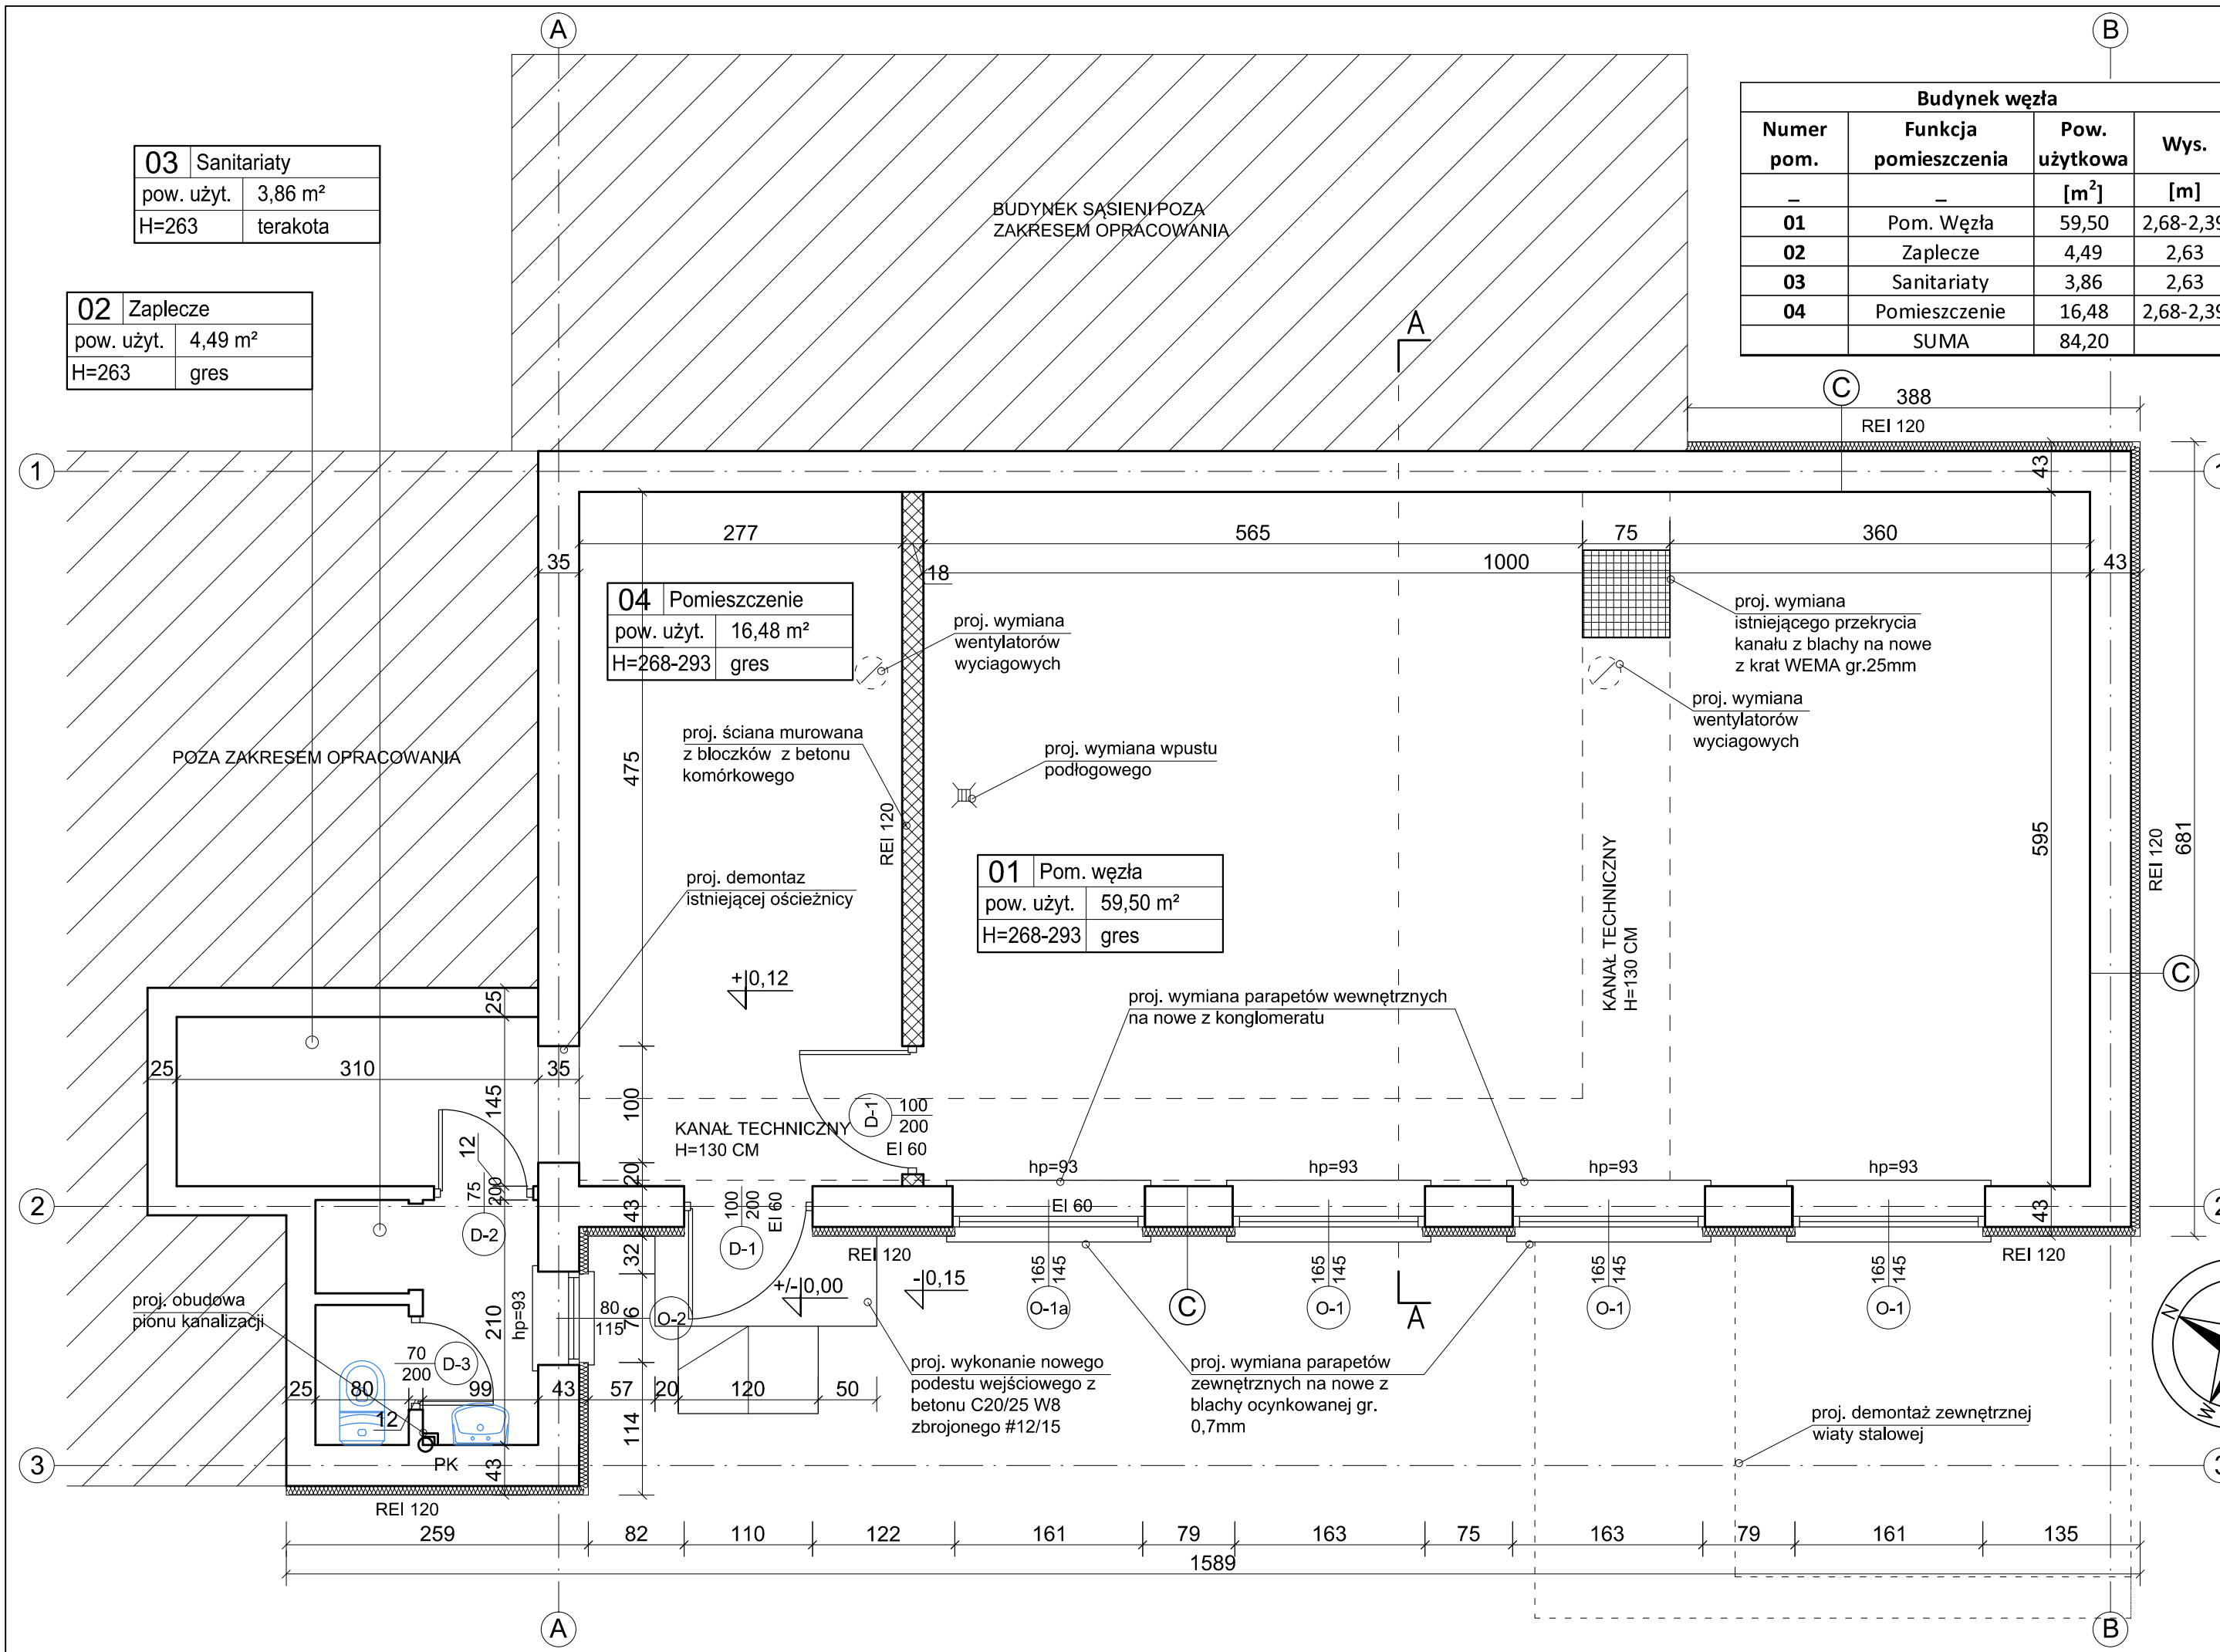 A
B
Budynek węzła
Numer pom.
Funkcja pomieszczenia
Pow. użytkowa
Wys.
_ _ [m²] [m]
01 Pom. Węzła 59,50 2,68-2,39
02 Zaplecze 4,49 2,63
03 Sanitariaty 3,86 2,63
04 Pomieszczenie 16,48 2,68-2,39
SUMA 84,20
03 Sanitariaty
pow. użyt. 3,86 m²
H=263 terakota
02 Zaplecze
pow. użyt. 4,49 m²
H=263 gres
BUDYNEK SĄSIENI POZA
ZAKRESEM OPRACOWANIA
A
C
388
REI 120
1
43
1
277
565
75
360
35
18
1000
43
04 Pomieszczenie
pow. użyt. 16,48 m²
H=268-293 gres
proj. wymiana
wentylatorów
wyciagowych
proj. wymiana
istniejącego przekrycia
kanału z blachy na nowe
z krat WEMA gr.25mm
proj. wymiana
wentylatorów
wyciagowych
proj. ściana murowana
z bloczków z betonu
komórkowego
proj. wymiana wpustu
podłogowego
POZA ZAKRESEM OPRACOWANIA
475
REI 120
595
REI 120
681
proj. demontaz
istniejącej ościeżnicy
01 Pom. węzła
pow. użyt. 59,50 m²
H=268-293 gres
KANAŁ TECHNICZNY
H=130 CM
C
+0,12
proj. wymiana parapetów wewnętrznych
na nowe z konglomeratu
25
25
310
35
145
100
D-1
100
200
EI 60
KANAŁ TECHNICZNY
H=130 CM
12
20
hp=93
hp=93
hp=93
hp=93
2
75
200
D-2
43
100
200
EI 60
D-1
EI 60
43
2
32
REI 120
REI 120
+/-0,00
-0,15
165
145
O-1a
C
165
145
O-1
A
165
145
O-1
165
145
O-1
N
W
proj. obudowa
pionu kanalizacji
210
hp=93
80
115
76
O-2
70
200
D-3
proj. wykonanie nowego
podestu wejściowego z
betonu C20/25 W8
zbrojonego #12/15
proj. wymiana parapetów
zewnętrznych na nowe z
blachy ocynkowanej gr.
0,7mm
25
80
99
43
57
20
120
50
12
114
proj. demontaż zewnętrznej
wiaty stalowej
3
PK
43
3
REI 120
259
82
110
122
161
79
163
75
163
79
161
135
1589
A
B